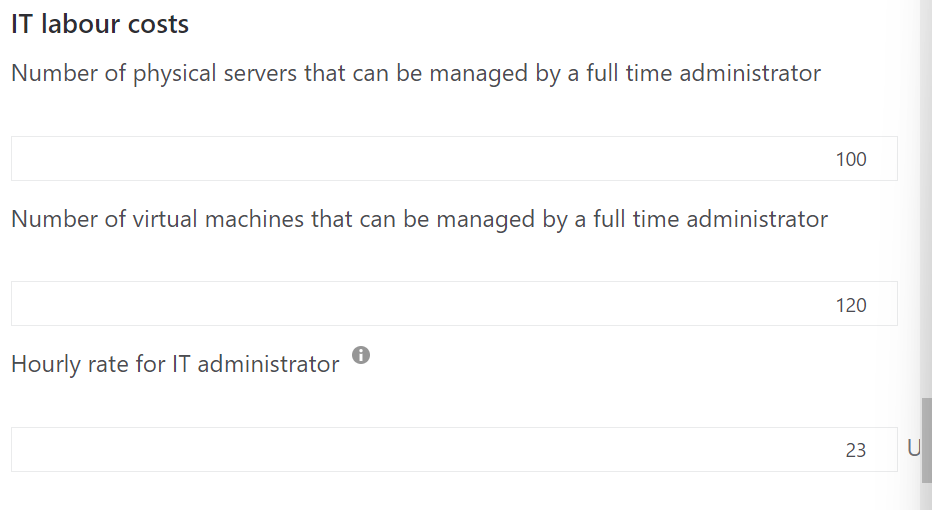 IT labour costs
Number of physical servers that can be managed by a full time administrator
100
Number of virtual machines that can be managed by a full time administrator
120
Hourly rate for IT administrator
23